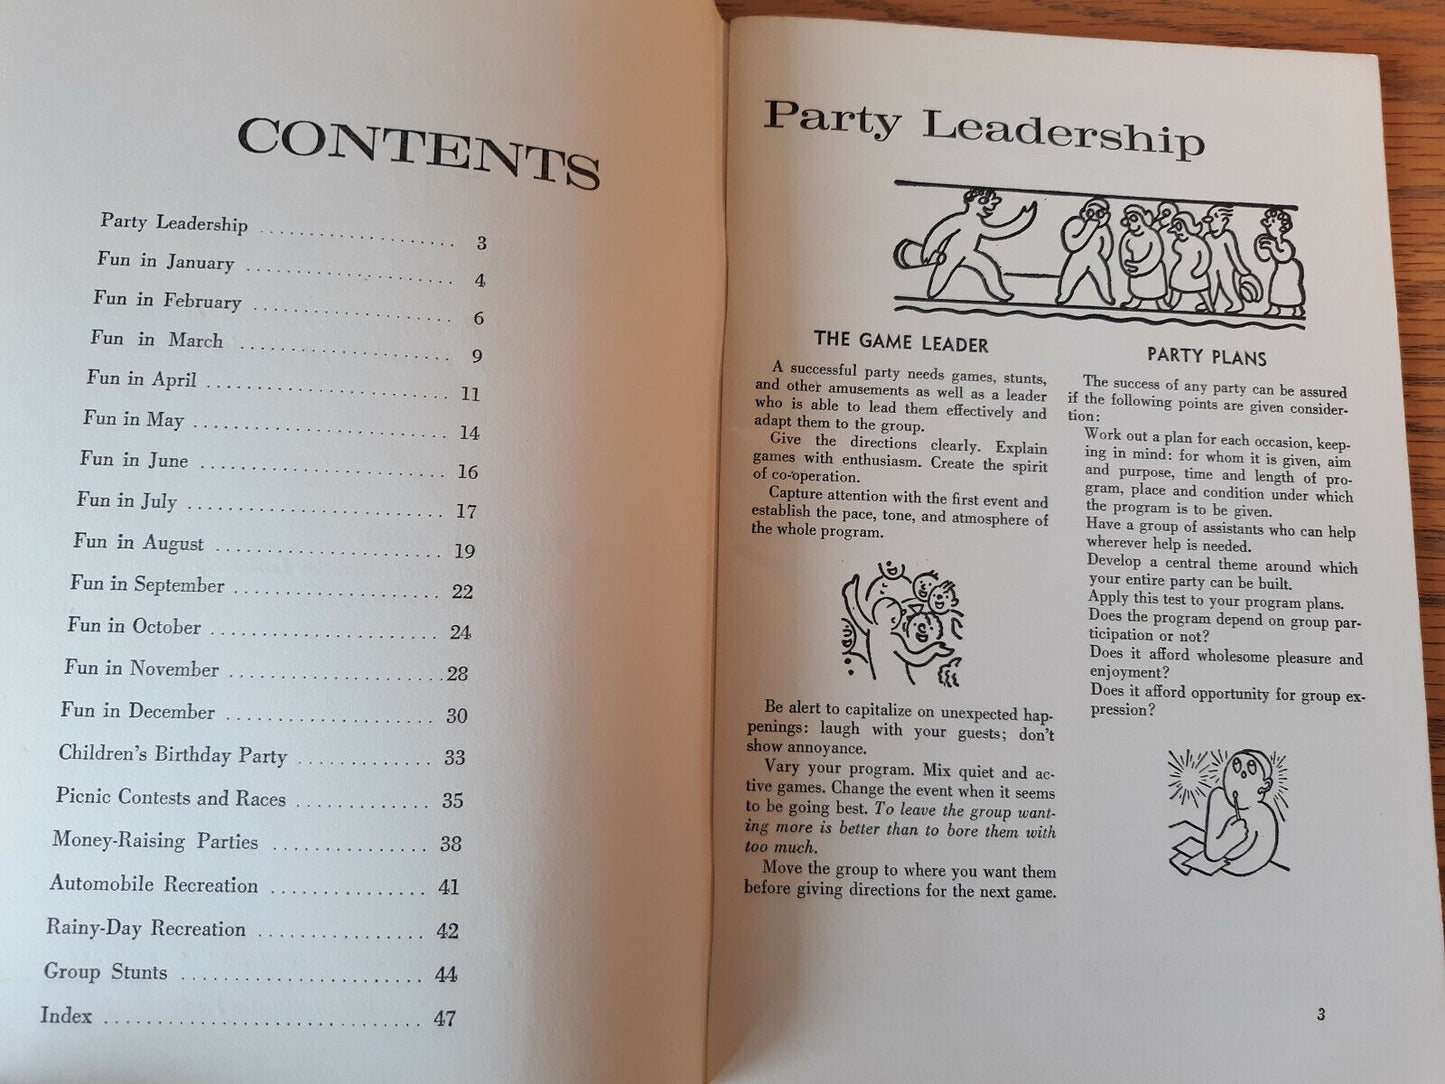 CONTENTS
Party Leadership .................... 3
Fun in January .................... 4
Fun in February .................... 6
Fun in March .................... 9
Fun in April .................... 11
Fun in May .................... 14
Fun in June .................... 16
Fun in July .................... 17
Fun in August .................... 19
Fun in September .................... 22
Fun in October .................... 24
Fun in November .................... 28
Fun in December .................... 30
Children's Birthday Party ............. 33
Picnic Contests and Races ............. 35
Money-Raising Parties ............. 38
Automobile Recreation ............. 41
Rainy-Day Recreation ............. 42
Group Stunts .................... 44
Index .............................. 47
Party Leadership
THE GAME LEADER
A successful party needs games, stunts,
and other amusements as well as a leader
who is able to lead them effectively and
adapt them to the group.
Give the directions clearly. Explain
games with enthusiasm. Create the spirit
of co-operation.
Capture attention with the first event and
establish the pace, tone, and atmosphere of
the whole program.
Be alert to capitalize on unexpected hap-
penings: laugh with your guests; don't
show annoyance.
Vary your program. Mix quiet and ac-
tive games. Change the event when it seems
to be going best. To leave the group want-
ing more is better than to bore them with
too much.
Move the group to where you want them
before giving directions for the next game.
PARTY PLANS
The success of any party can be assured
if the following points are given consider-
tion:
Work out a plan for each occasion, keep-
ing in mind: for whom it is given, aim
and purpose, time and length of pro-
gram, place and condition under which
the program is to be given.
Have a group of assistants who can help
wherever help is needed.
Develop a central theme around which
your entire party can be built.
Apply this test to your program plans.
Does the program depend on group par-
ticipation or not?
Does it afford wholesome pleasure and
enjoyment?
Does it afford opportunity for group ex-
pression?
3